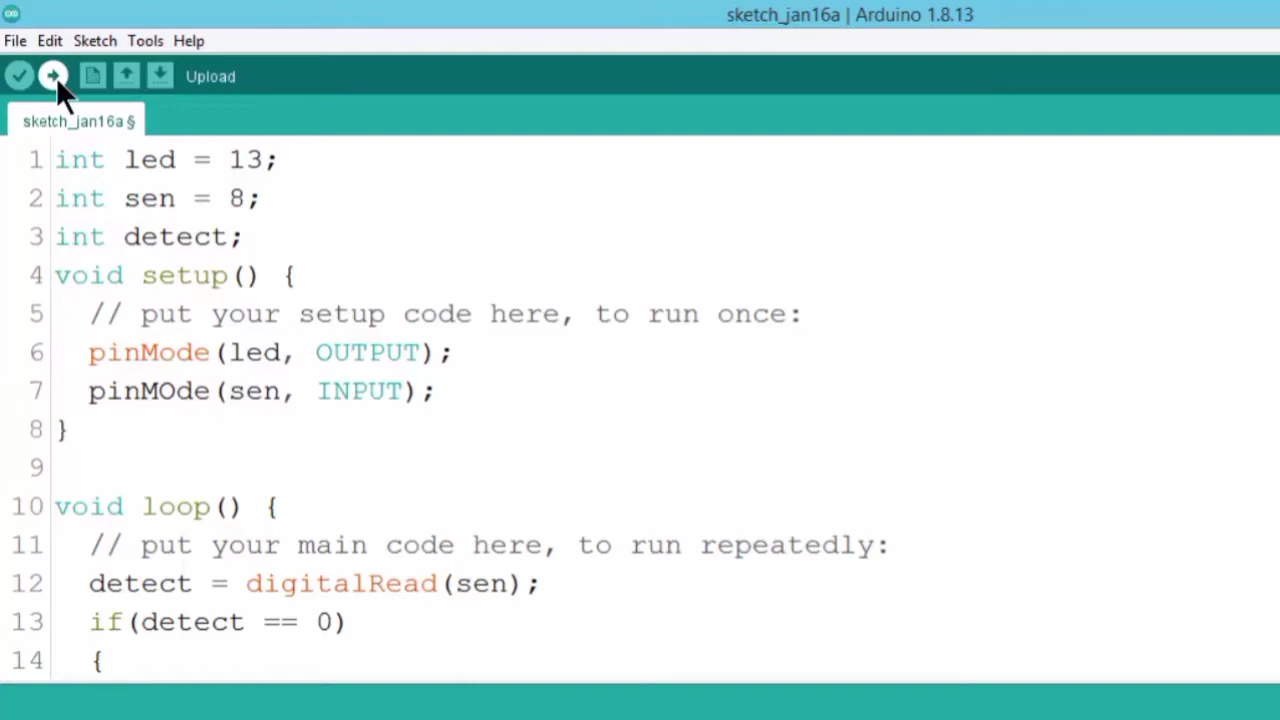 sketch_jan16a | Arduino 1.8.13
File Edit Sketch Tools Help
Upload
sketch_jan16a §
1 int led = 13;
2 int sen = 8;
3 int detect;
4 void setup() {
5 // put your setup code here, to run once:
6 pinMode(led, OUTPUT);
7 pinMOde(sen, INPUT);
8 }
9
10 void loop() {
11 // put your main code here, to run repeatedly:
12 detect = digitalRead(sen);
13 if(detect == 0)
14 {